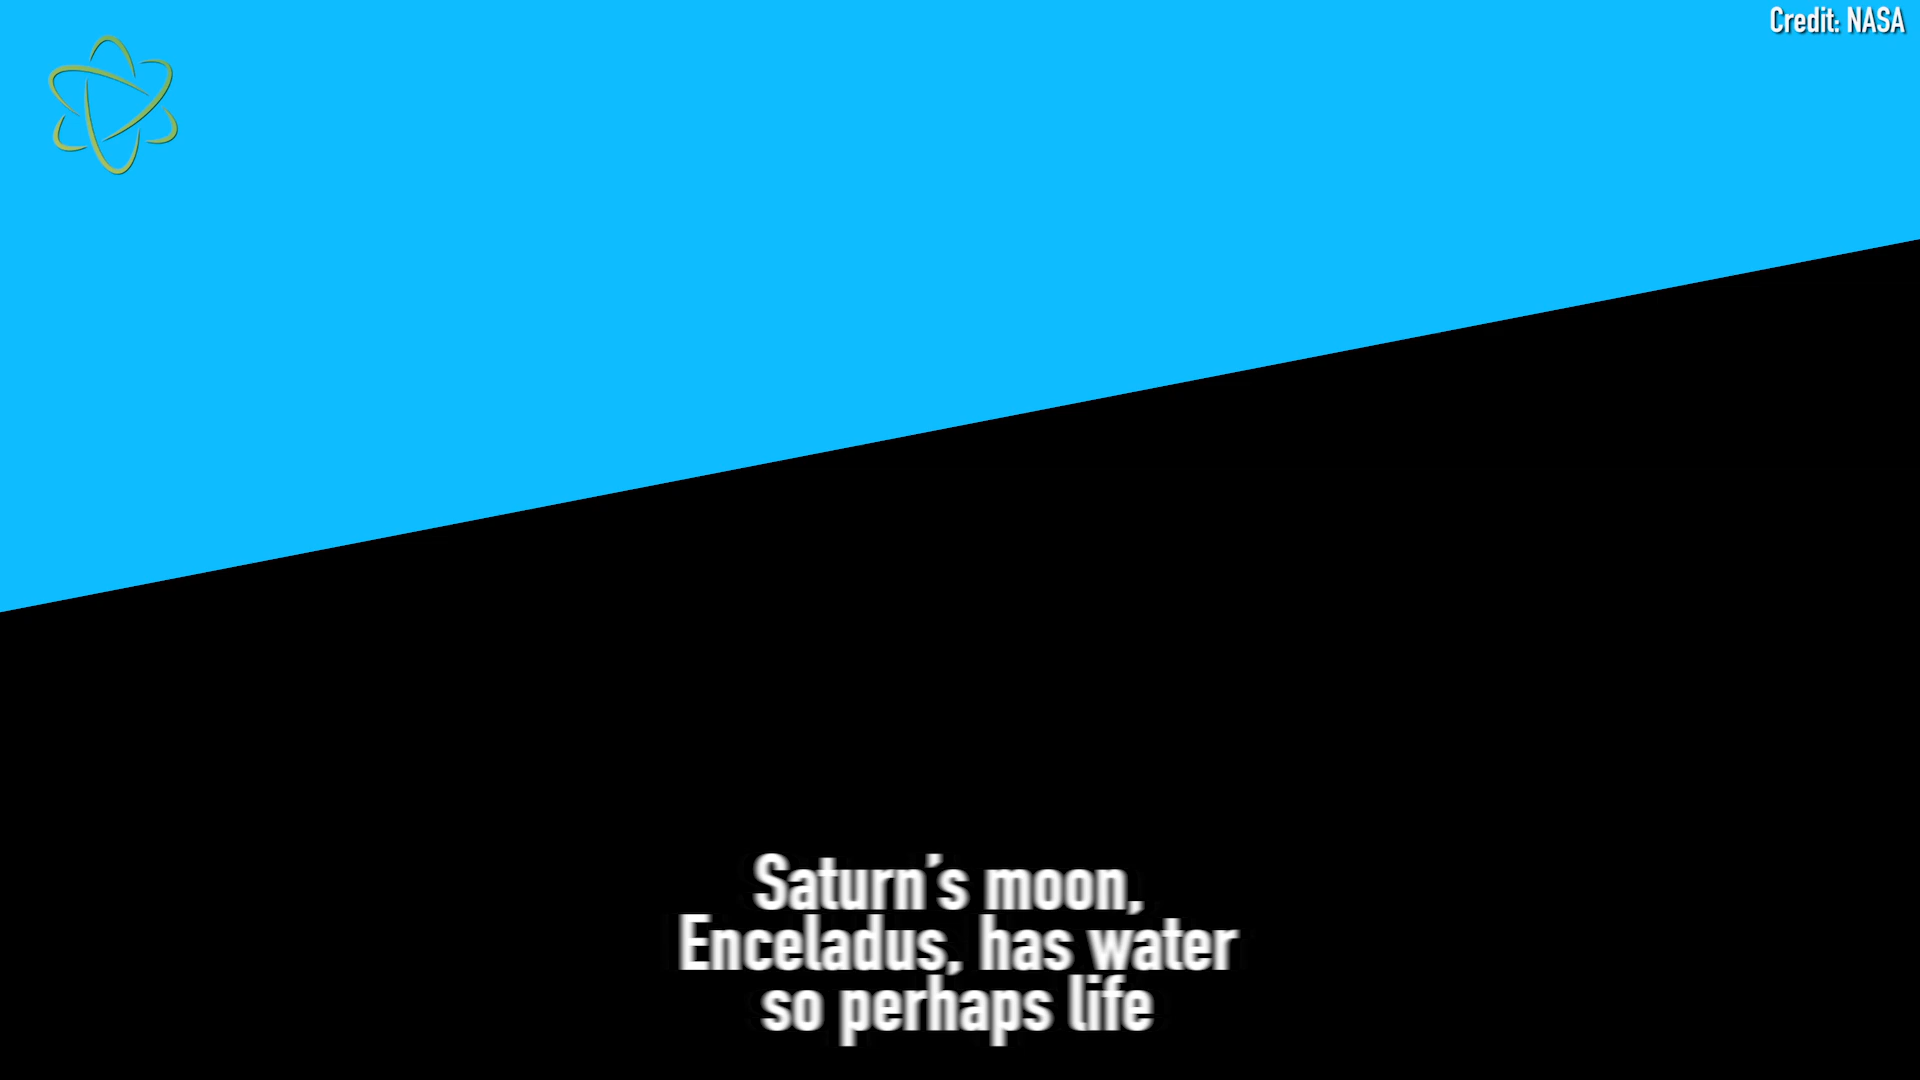 Credit: NASA
Saturn's moon,
Enceladus, has water
so perhaps life